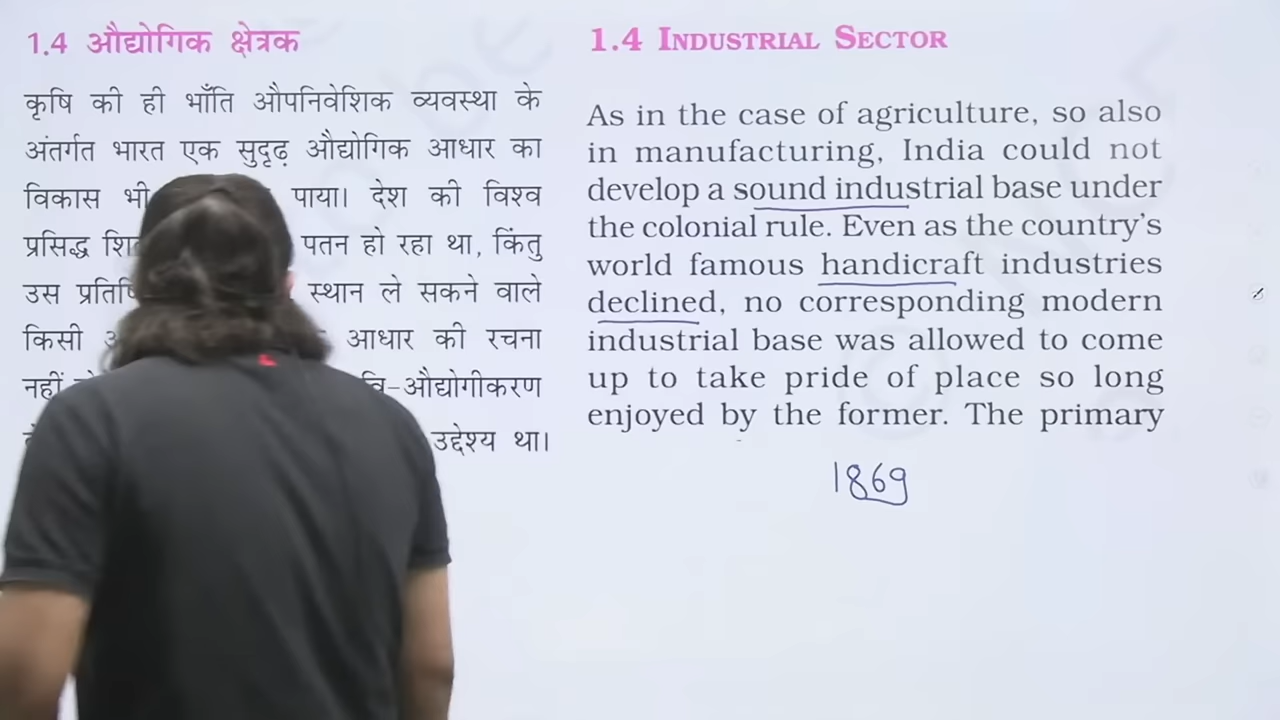 1.4 औद्योगिक क्षेत्रक
कृषि की ही भाँति औपनिवेशिक व्यवस्था के
अंतर्गत भारत एक सुदृढ़ औद्योगिक आधार का
विकास भी पाया। देश की विश्व
प्रसिद्ध पतन हो रहा था, किंतु
उस स्थान ले सकने वाले
किसी आधार की रचना
नहीं वि-औद्योगीकरण
उद्देश्य था।
1.4 INDUSTRIAL SECTOR
As in the case of agriculture, so also
in manufacturing, India could not
develop a sound industrial base under
the colonial rule. Even as the country's
world famous handicraft industries
declined, no corresponding modern
industrial base was allowed to come
up to take pride of place so long
enjoyed by the former. The primary
1869